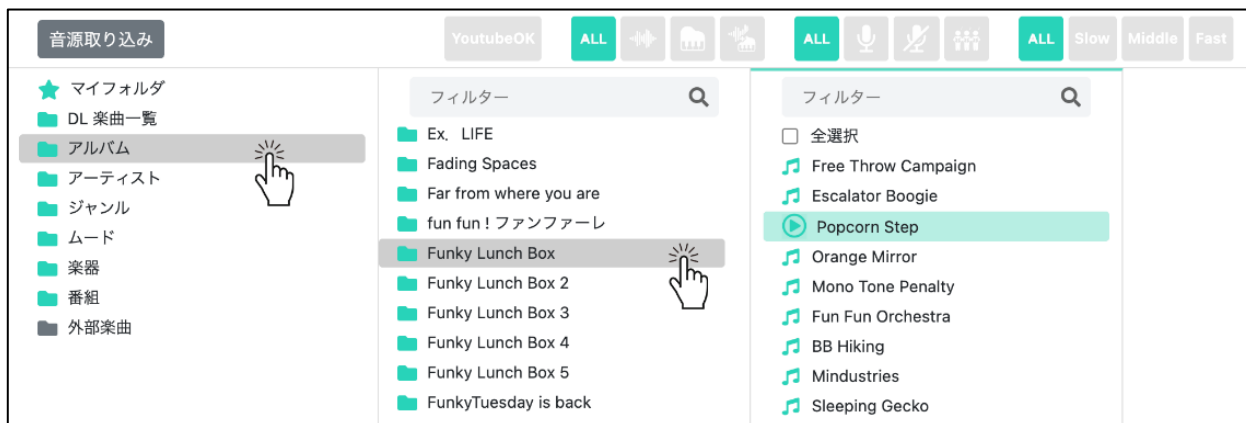 音源取り込み
YoutubeOK
ALL
ALL
ALL
Slow
Middle
Fast
マイフォルダ
DL 楽曲一覧
アルバム
アーティスト
ジャンル
ムード
楽器
番組
外部楽曲
フィルター
Ex．LIFE
Fading Spaces
Far from where you are
fun fun ! ファンファーレ
Funky Lunch Box
Funky Lunch Box 2
Funky Lunch Box 3
Funky Lunch Box 4
Funky Lunch Box 5
FunkyTuesday is back
フィルター
全選択
Free Throw Campaign
Escalator Boogie
Popcorn Step
Orange Mirror
Mono Tone Penalty
Fun Fun Orchestra
BB Hiking
Mindustries
Sleeping Gecko